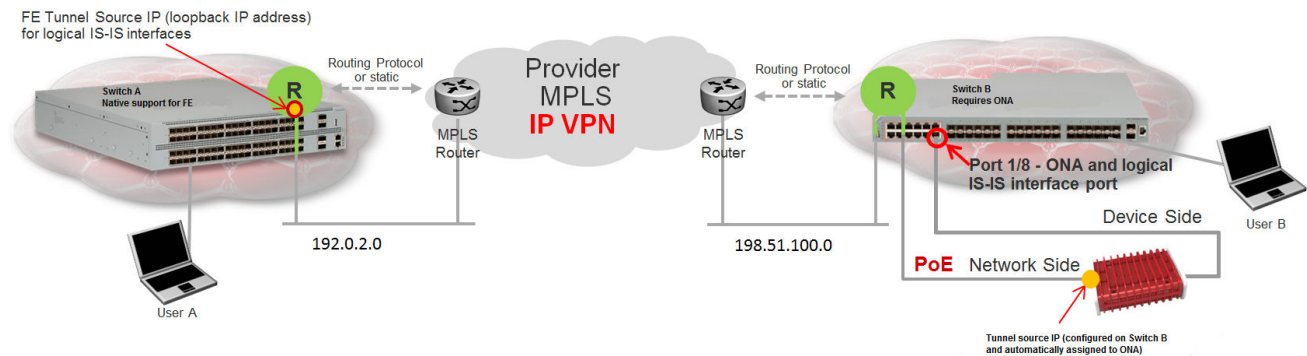 FE Tunnel Source IP (loopback IP address)
for logical IS-IS interfaces
Switch A
Native support for FE
R
Routing Protocol
or static
MPLS
Router
Provider
MPLS
IP VPN
Routing Protocol
or static
MPLS
Router
R
Switch B
Requires ONA
Port 1/8 - ONA and logical
IS-IS interface port
User B
Device Side
192.0.2.0
198.51.100.0
PoE Network Side
User A
Tunnel source IP (configured on Switch B
and automatically assigned to ONA)